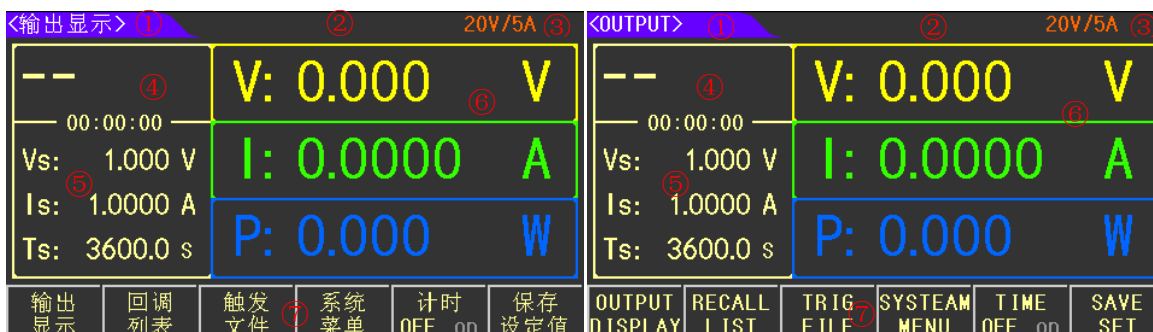 <输出显示> ① ② 20V/5A ③
-- ④
00:00:00
Vs: 1.000 V
⑤
Is: 1.0000 A
Ts: 3600.0 s
V: 0.000 V
⑥
I: 0.0000 A
P: 0.000 W
输出 显示
回调 列表
触发 文件
⑦
系统 菜单
计时 OFF on
保存 设定值
<OUTPUT> ① ② 20V/5A ③
-- ④
00:00:00
Vs: 1.000 V
⑤
Is: 1.0000 A
Ts: 3600.0 s
V: 0.000 V
⑥
I: 0.0000 A
P: 0.000 W
OUTPUT DISPLAY
RECALL LIST
TRIG FILE
⑦
SYSTEAM MENU
TIME OFF on
SAVE SET